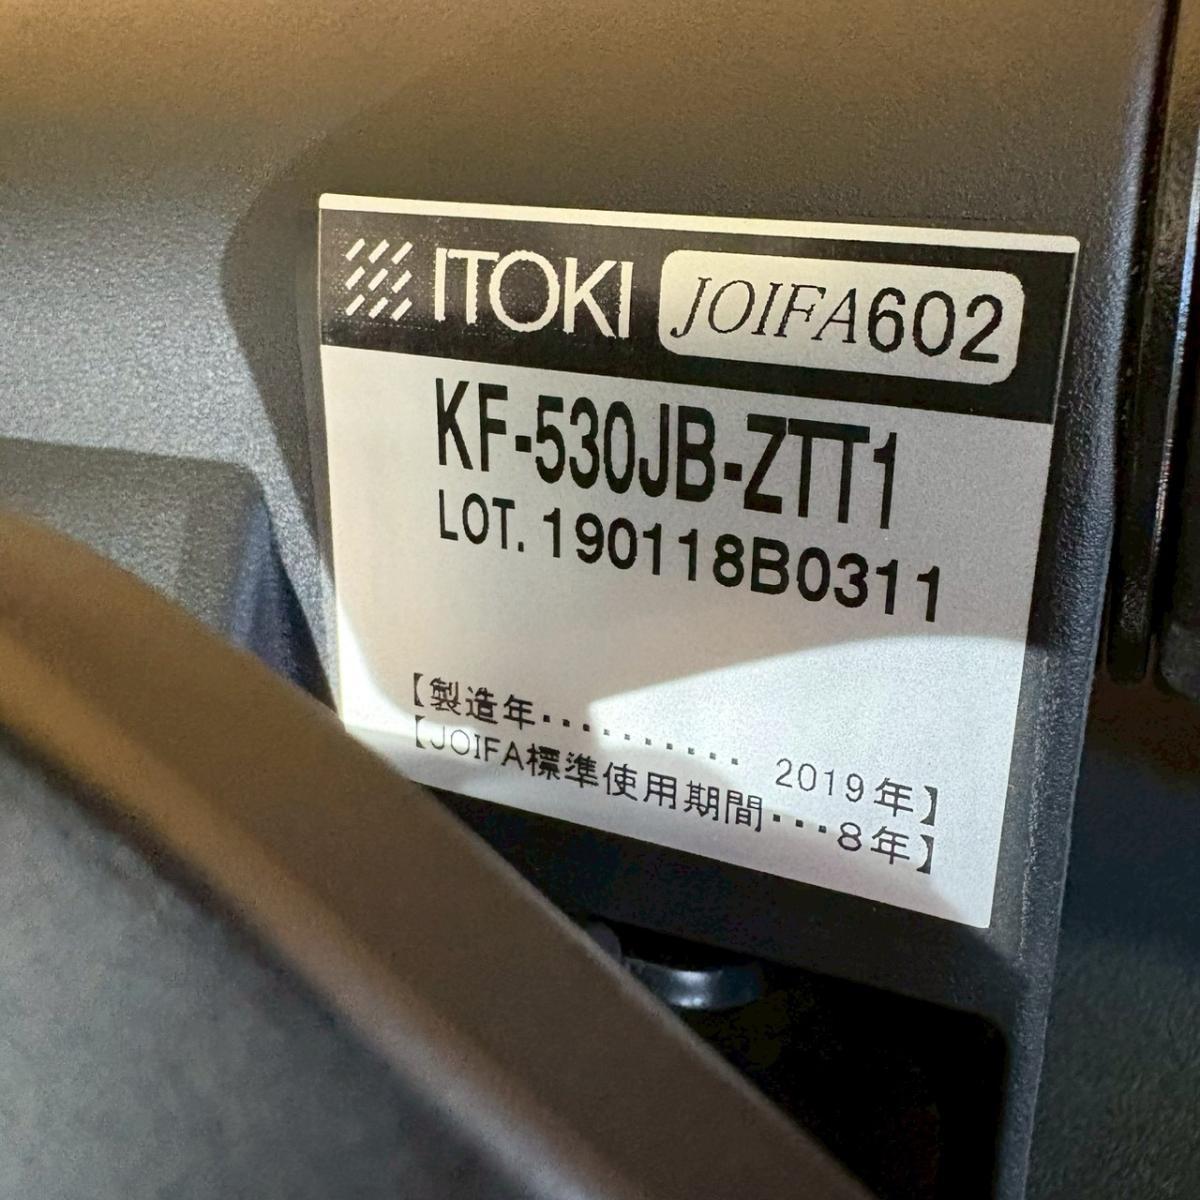 ITOKI JOIFA602
KF-530JB-ZTT1
LOT. 190118B0311
【製造年・・・・・・・・・・ 2019年】
【JOIFA標準使用期間・・・8年】